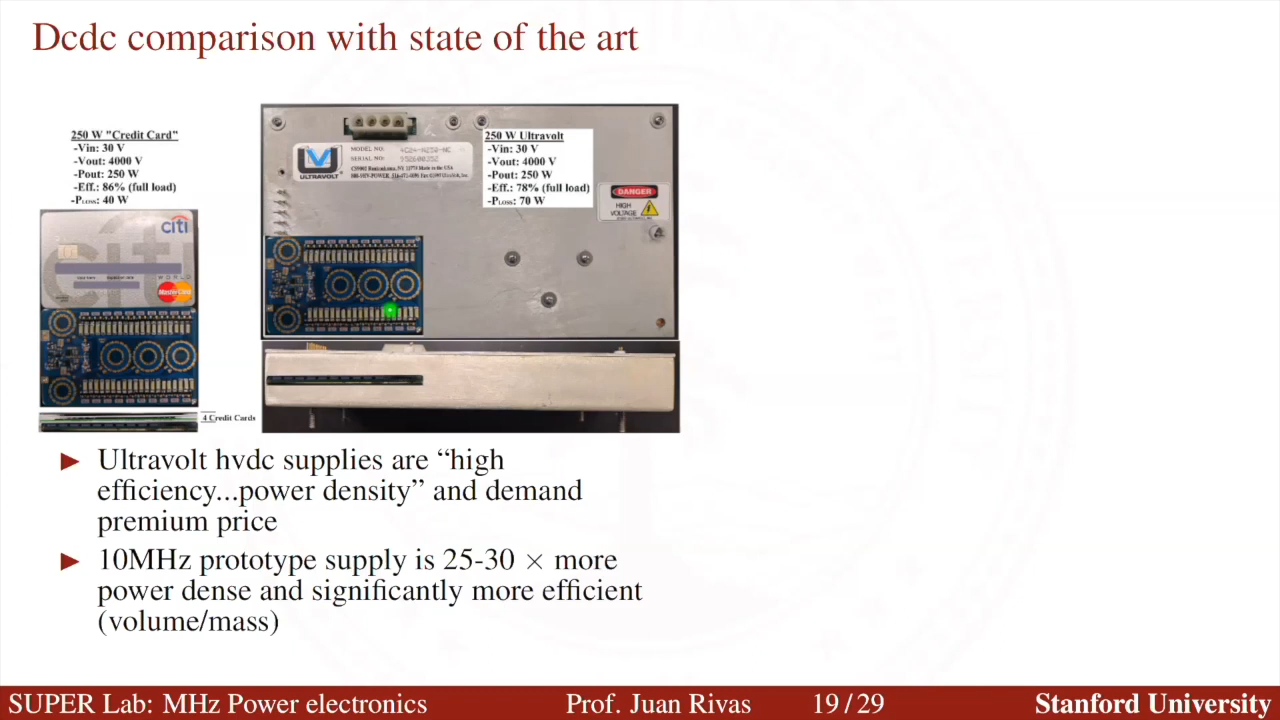 Dcdc comparison with state of the art
250 W "Credit Card"
-Vin: 30 V
-Vout: 4000 V
-Pout: 250 W
-Eff.: 86% (full load)
-PLOSS: 40 W
citi
citi
MasterCard
4 Credit Cards
ULTRAVOLT
MODEL NO:
SERIAL NO:
250 W Ultravolt
-Vin: 30 V
-Vout: 4000 V
-Pout: 250 W
-Eff.: 78% (full load)
-PLOSS: 70 W
DANGER
HIGH
VOLTAGE
► Ultravolt hvdc supplies are “high
efficiency...power density” and demand
premium price
► 10MHz prototype supply is 25-30 × more
power dense and significantly more efficient
(volume/mass)
SUPER Lab: MHz Power electronics Prof. Juan Rivas 19 / 29 Stanford University